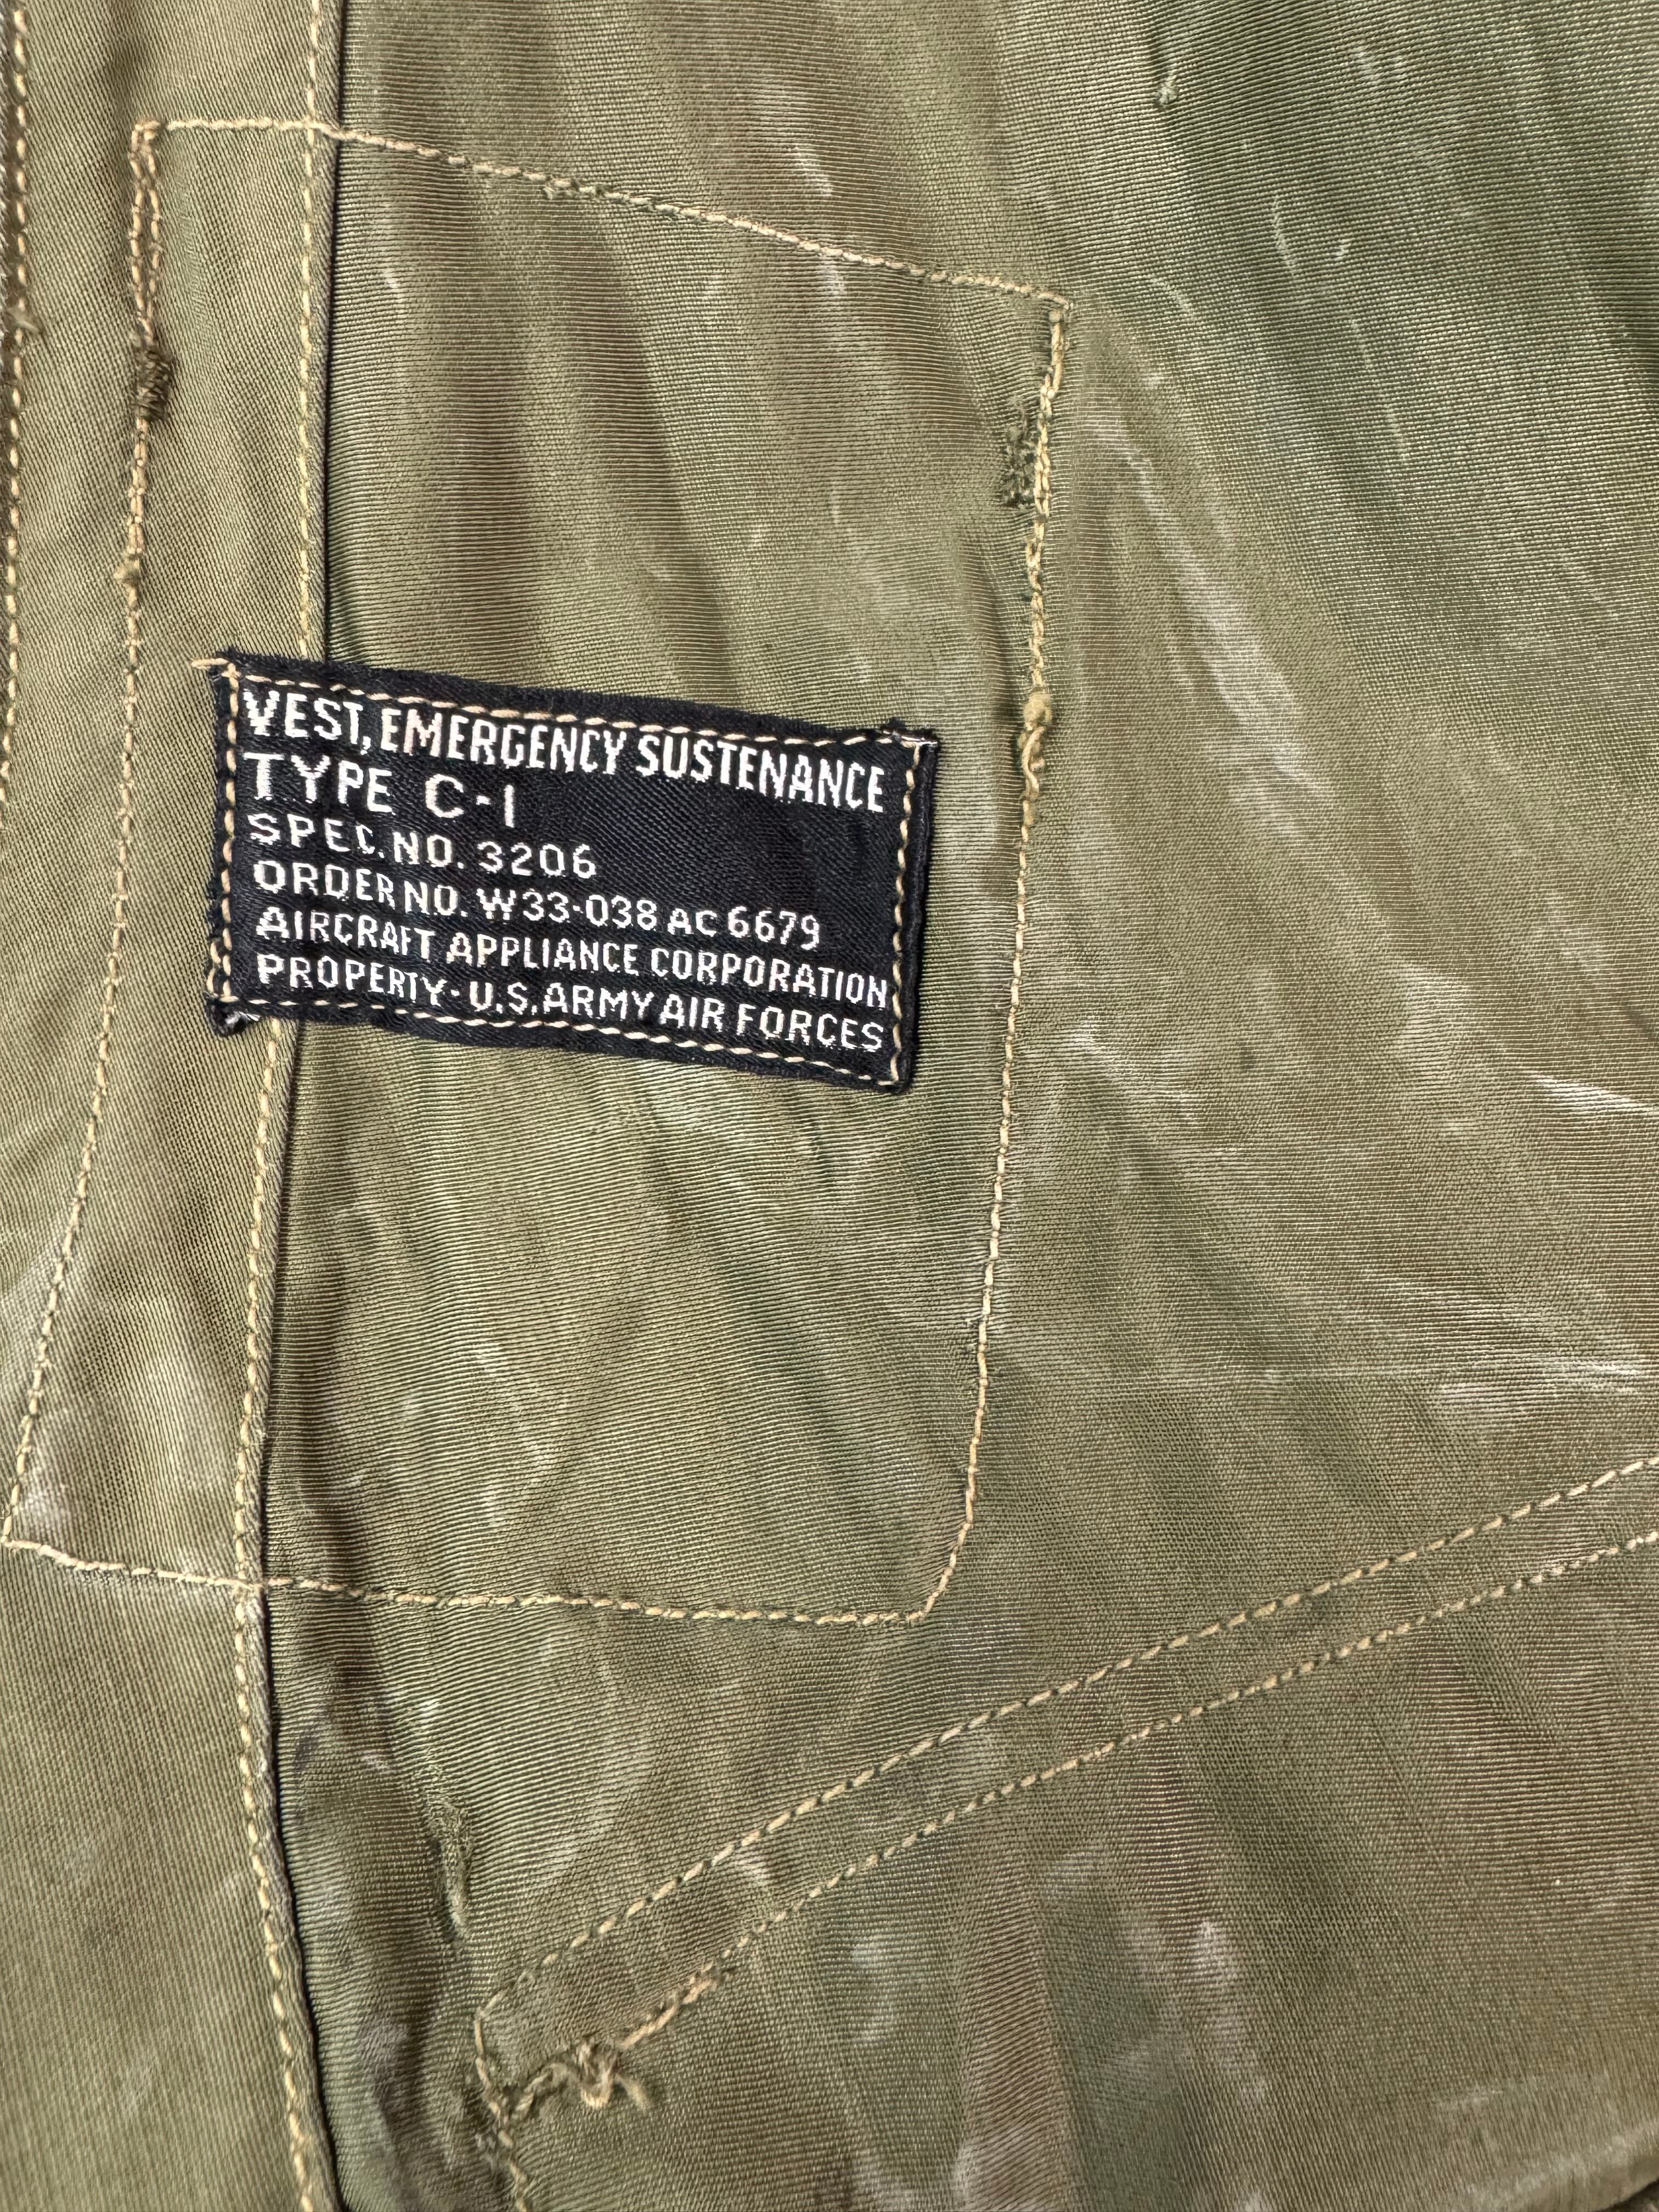 VEST, EMERGENCY SUSTENANCE
TYPE C-1
SPEC. NO. 3206
ORDER NO. W33-038 AC 6679
AIRCRAFT APPLIANCE CORPORATION
PROPERTY - U.S. ARMY AIR FORCES